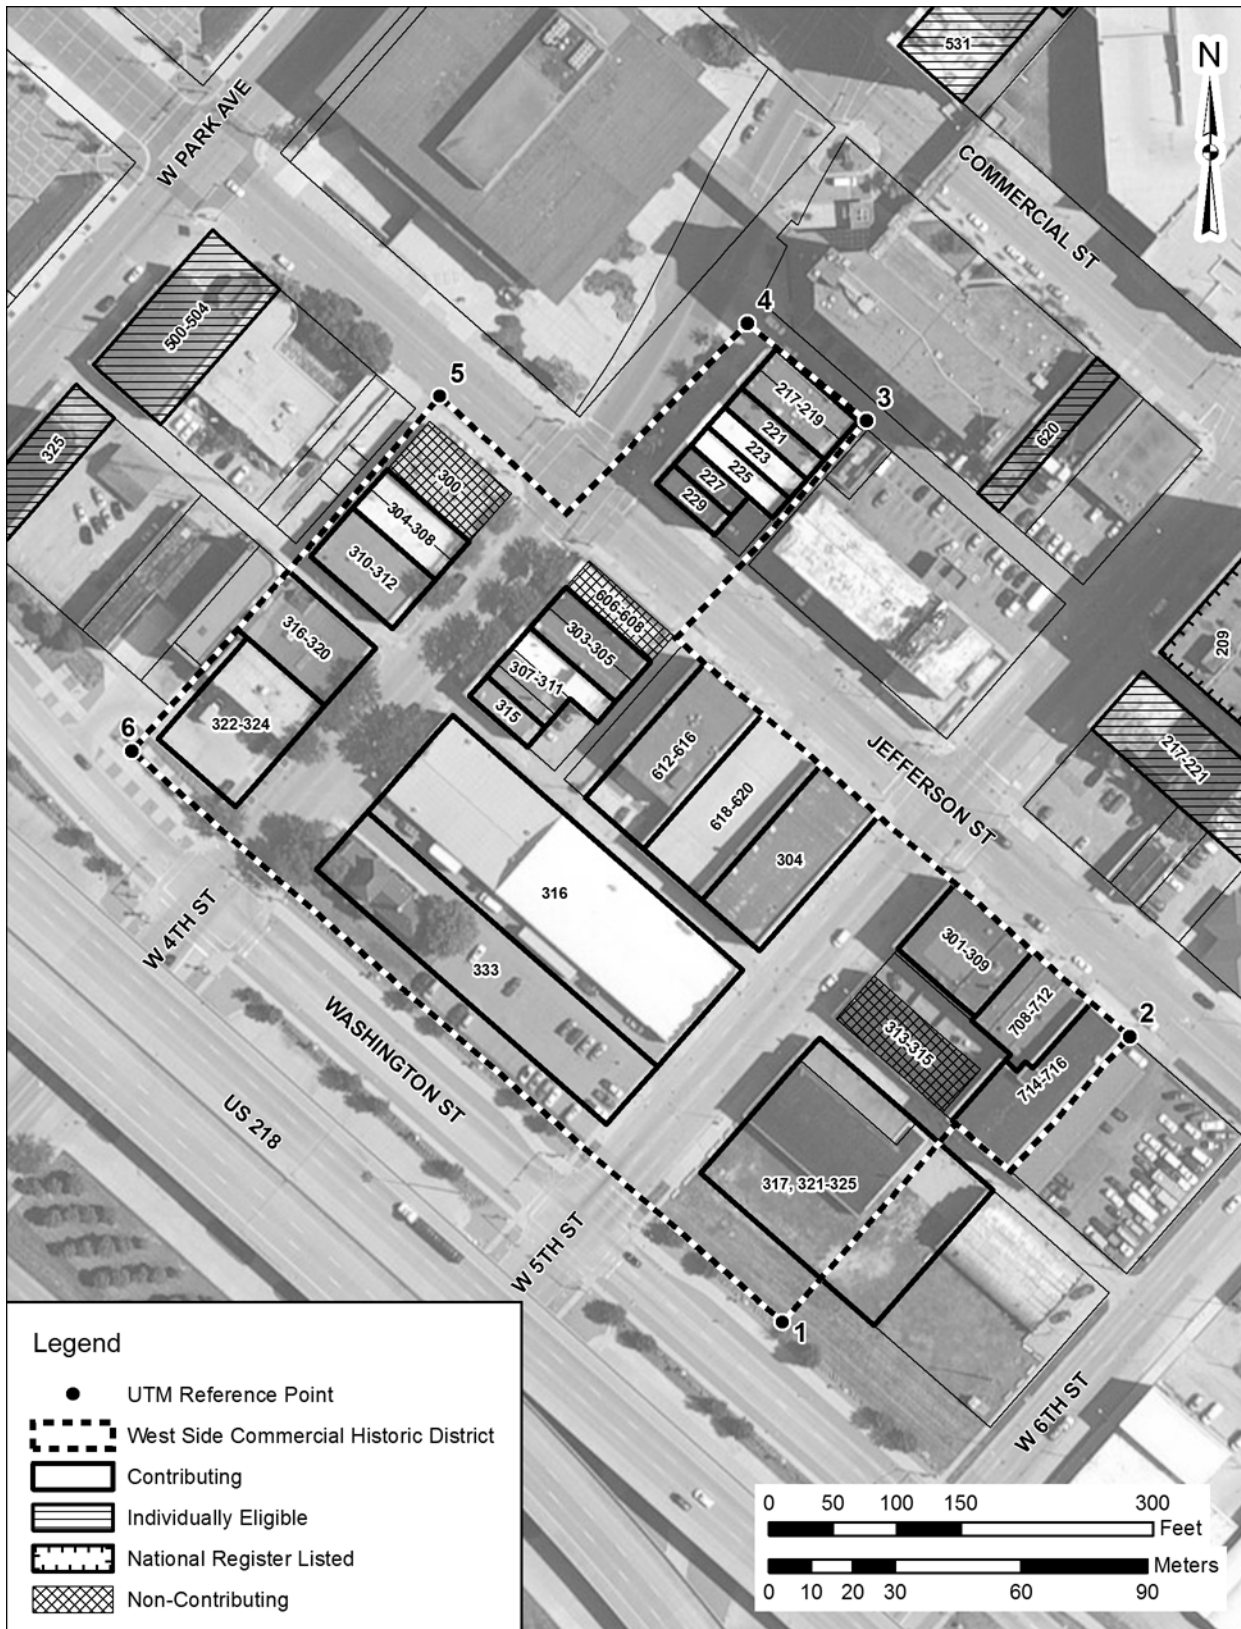 531
N
W PARK AVE
COMMERCIAL ST
500-504
4
5
217-219
3
325
221
620
223
300
225
227
304-308
229
310-312
606-608
209
316-320
303-305
307-311
315
322-324
6
217-221
612-616
JEFFERSON ST
618-620
304
316
W 4TH ST
301-309
333
708-712
2
WASHINGTON ST
313-315
714-716
US 218
317, 321-325
W 5TH ST
1
W 6TH ST
Legend
UTM Reference Point
West Side Commercial Historic District
Contributing
Individually Eligible
National Register Listed
Non-Contributing
0 50 100 150 300
Feet
Meters
0 10 20 30 60 90